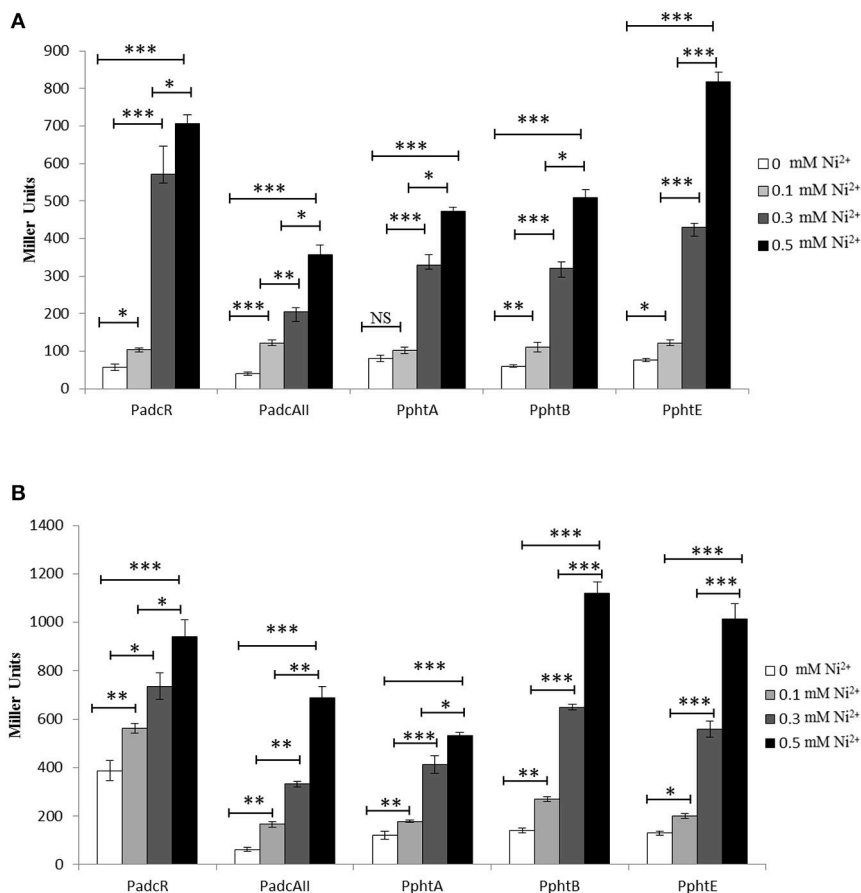 A
900
800
700
600
500
400
300
200
100
0
Miller Units
*** * *** *
*** * ** ***
*** * *** NS
*** * *** **
*** *** *** *
PadcR PadcAII PphtA PphtB PphtE
0 mM Ni²⁺
0.1 mM Ni²⁺
0.3 mM Ni²⁺
0.5 mM Ni²⁺
B
1400
1200
1000
800
600
400
200
0
Miller Units
*** * * **
*** ** ** **
*** * *** **
*** *** *** **
*** *** *** *
PadcR PadcAII PphtA PphtB PphtE
0 mM Ni²⁺
0.1 mM Ni²⁺
0.3 mM Ni²⁺
0.5 mM Ni²⁺